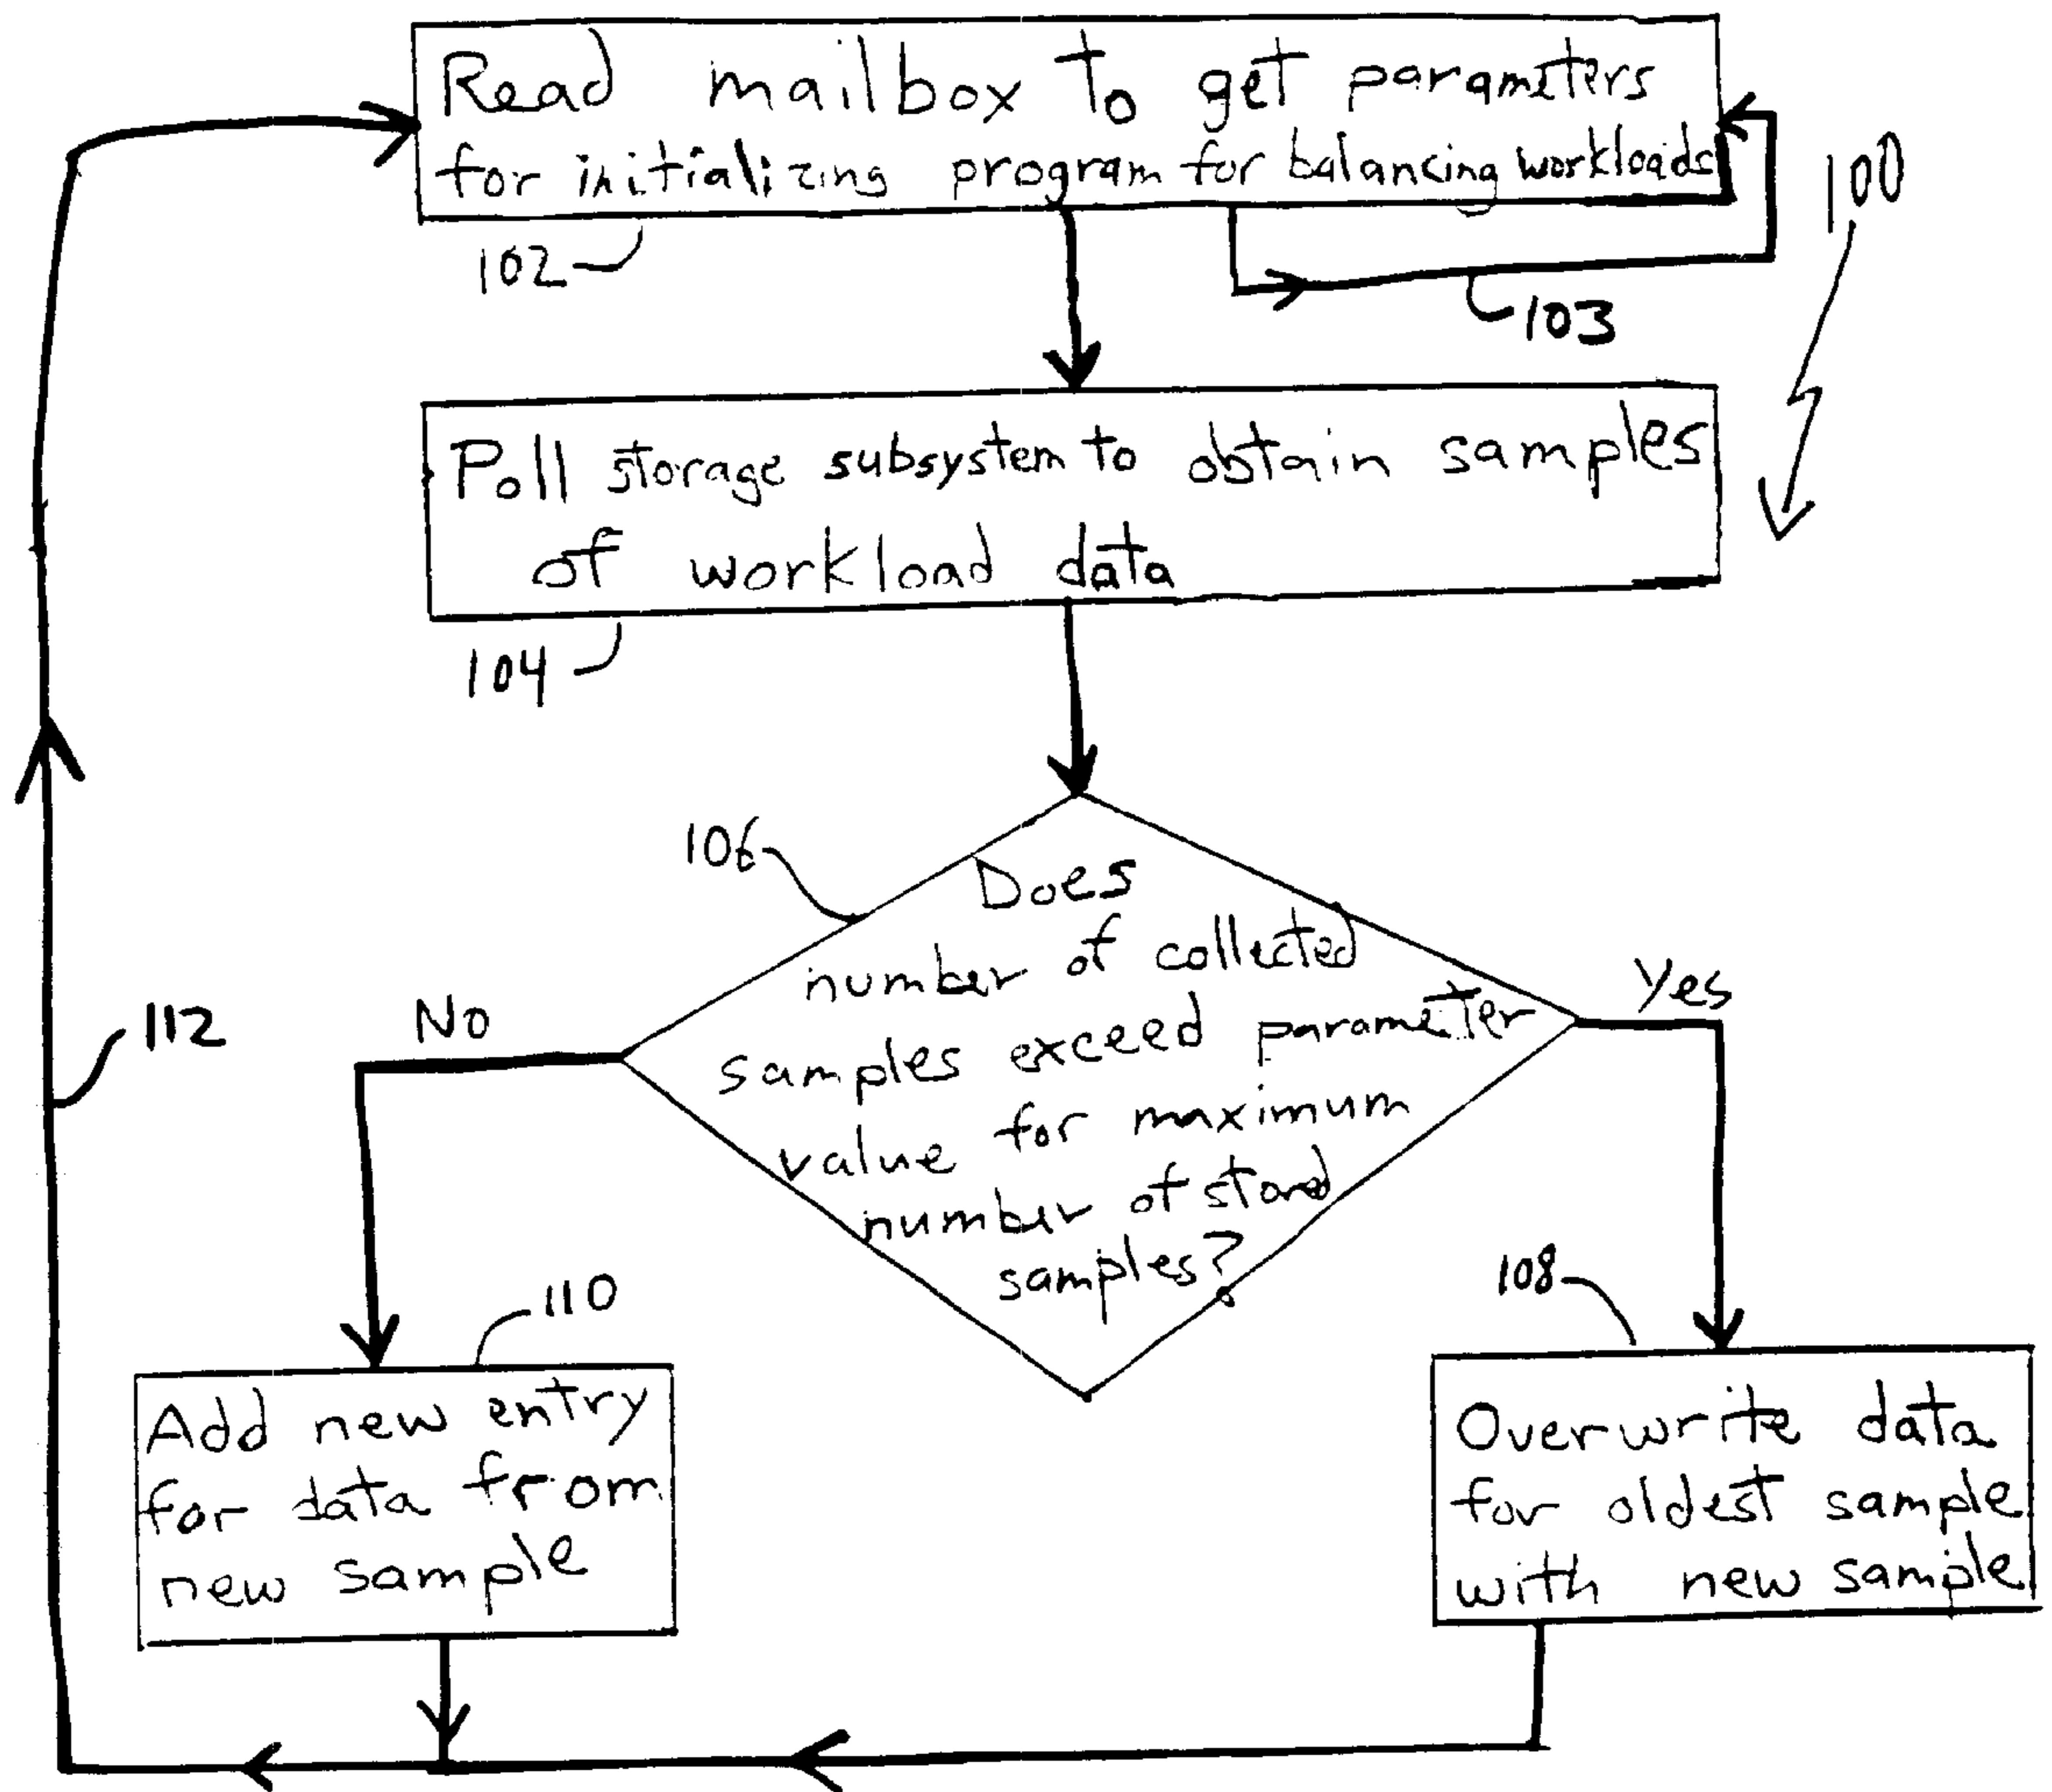 Read mailbox to get parameters
for initializing program for balancing workloads
100
102
103
Poll storage subsystem to obtain samples
of workload data
104
106
Does
number of collected
samples exceed parameter
value for maximum
number of stored
samples?
No
Yes
112
110
108
Add new entry
for data from
new sample
Overwrite data
for oldest sample
with new sample